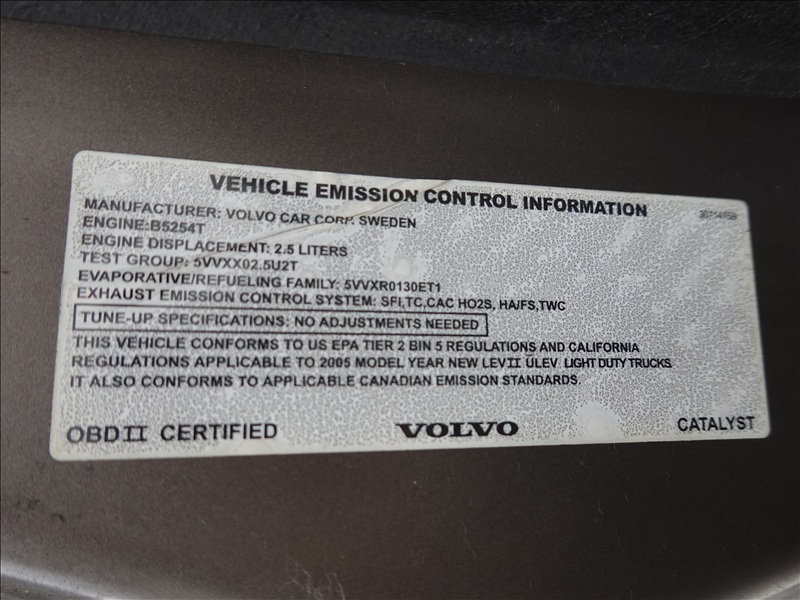 VEHICLE EMISSION CONTROL INFORMATION
MANUFACTURER: VOLVO CAR CORP. SWEDEN
ENGINE:B5254T
ENGINE DISPLACEMENT: 2.5 LITERS
TEST GROUP: 5VVXX02.5U2T
EVAPORATIVE/REFUELING FAMILY: 5VVXR0130ET1
EXHAUST EMISSION CONTROL SYSTEM: SFI,TC,CAC HO2S, HA/FS,TWC
TUNE-UP SPECIFICATIONS: NO ADJUSTMENTS NEEDED
THIS VEHICLE CONFORMS TO US EPA TIER 2 BIN 5 REGULATIONS AND CALIFORNIA
REGULATIONS APPLICABLE TO 2005 MODEL YEAR NEW LEVII ULEV LIGHT DUTY TRUCKS.
IT ALSO CONFORMS TO APPLICABLE CANADIAN EMISSION STANDARDS.
OBDII CERTIFIED VOLVO CATALYST